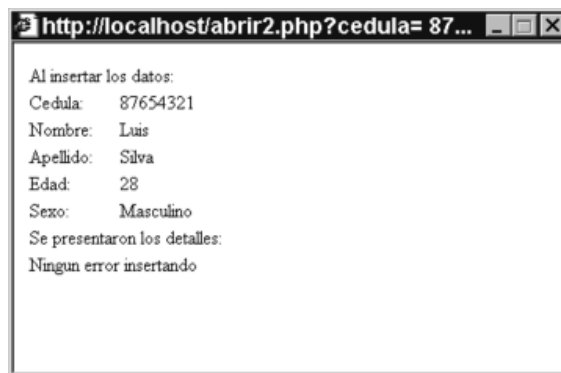 http://localhost/abrir2.php?cedula= 87...
Al insertar los datos:
Cedula: 87654321
Nombre: Luis
Apellido: Silva
Edad: 28
Sexo: Masculino
Se presentaron los detalles:
Ningun error insertando